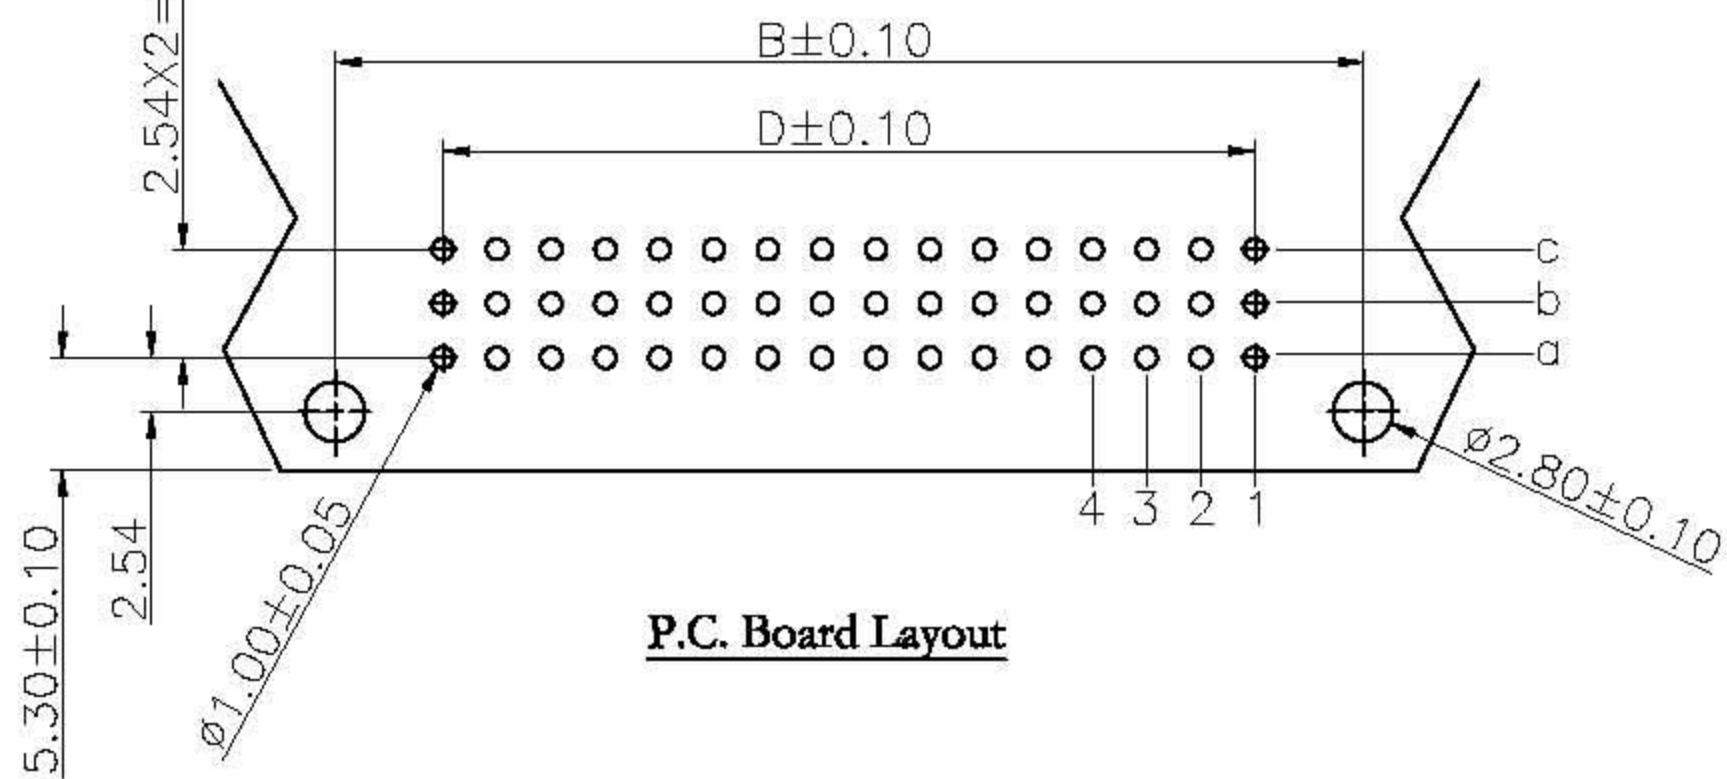 B±0.10
2.54X2=
D±0.10
c
b
a
4 3 2 1
ø2.80±0.10
5.30±0.10
2.54
ø1.00±0.05
P.C. Board Layout